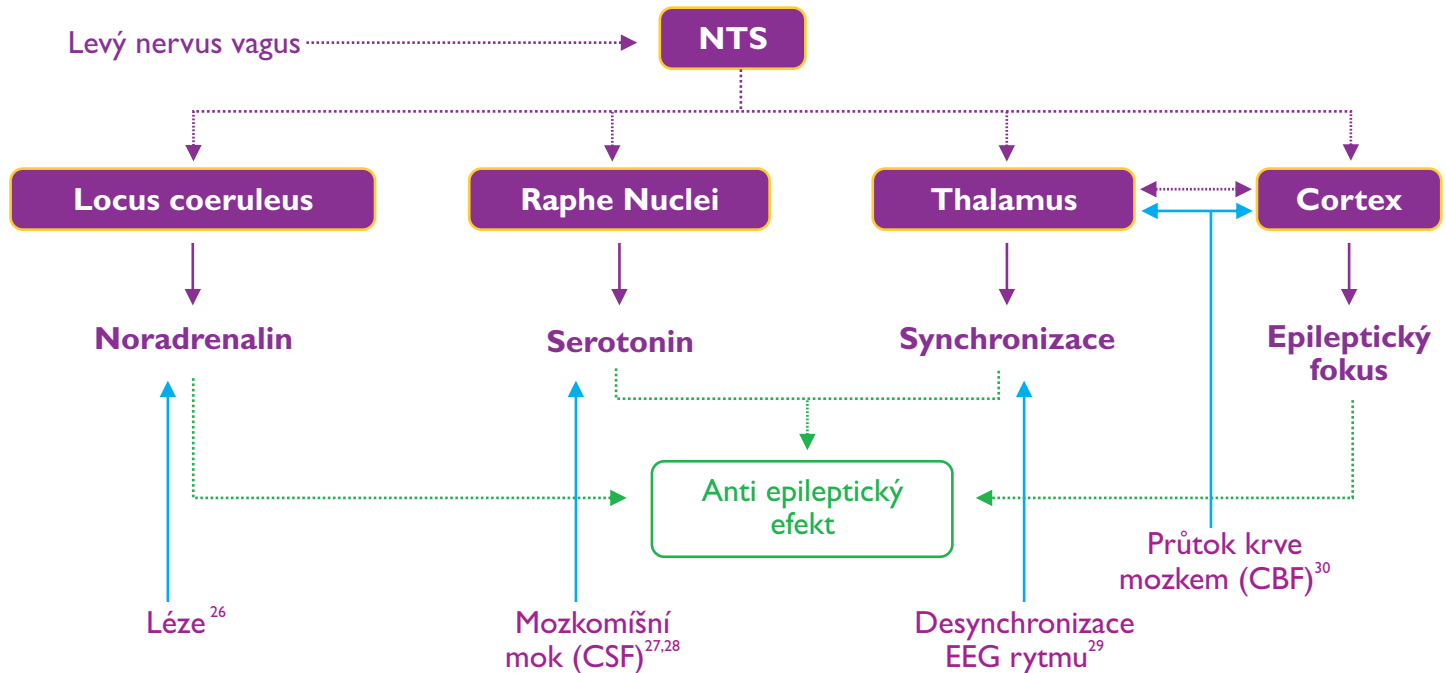 Levý nervus vagus
NTS
Locus coeruleus
Raphe Nuclei
Thalamus
Cortex
Noradrenalin
Serotonin
Synchronizace
Epileptický
fokus
Anti epileptický
efekt
Průtok krve
mozkem (CBF)30
Léze 26
Mozkomíšní
mok (CSF)27,28
Desynchronizace
EEG rytmu29